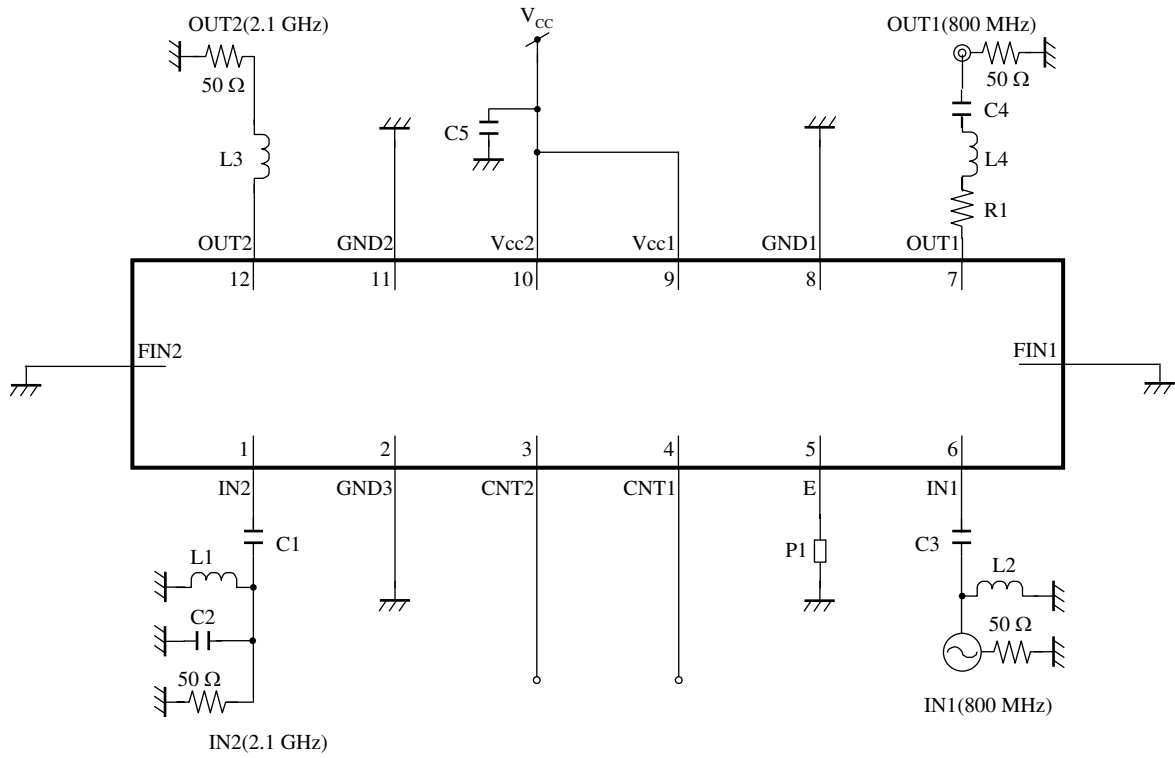 OUT2(2.1 GHz)
V_CC
OUT1(800 MHz)
50 Ω
50 Ω
C5
C4
L3
L4
R1
OUT2
GND2
Vcc2
Vcc1
GND1
OUT1
12
11
10
9
8
7
FIN2
FIN1
1
2
3
4
5
6
IN2
GND3
CNT2
CNT1
E
IN1
C1
P1
C3
L1
L2
C2
50 Ω
50 Ω
IN1(800 MHz)
IN2(2.1 GHz)